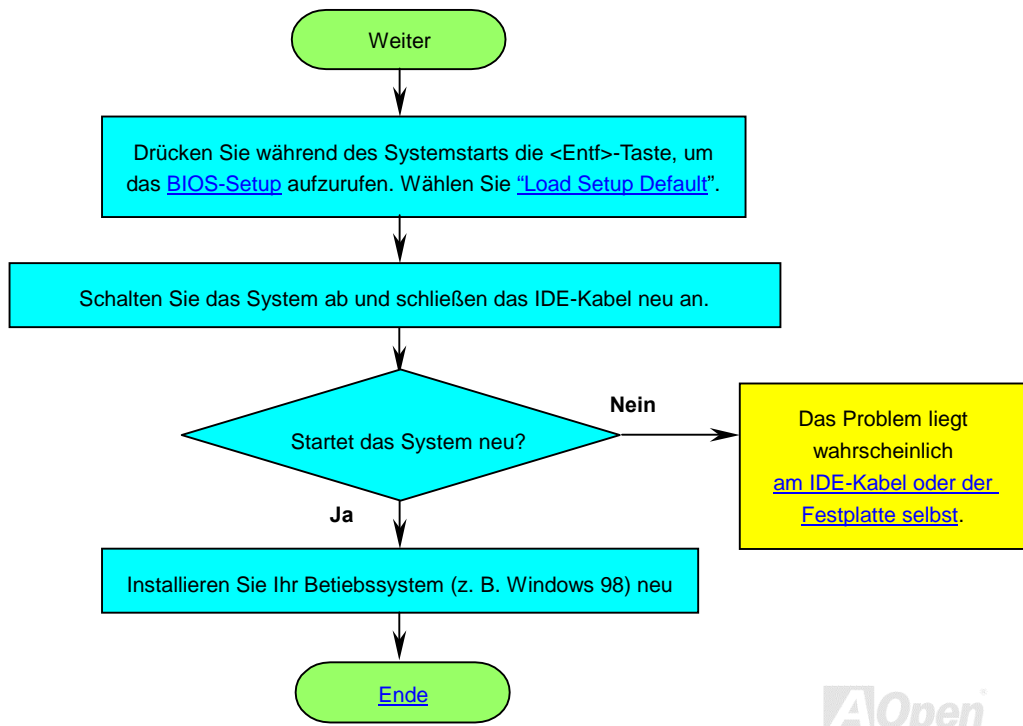 Weiter
Drücken Sie während des Systemstarts die <Entf>-Taste, um
das BIOS-Setup aufzurufen. Wählen Sie “Load Setup Default”.
Schalten Sie das System ab und schließen das IDE-Kabel neu an.
Startet das System neu?
Nein
Das Problem liegt
wahrscheinlich
am IDE-Kabel oder der
Festplatte selbst.
Ja
Installieren Sie Ihr Betiebssystem (z. B. Windows 98) neu
Ende
AOpen